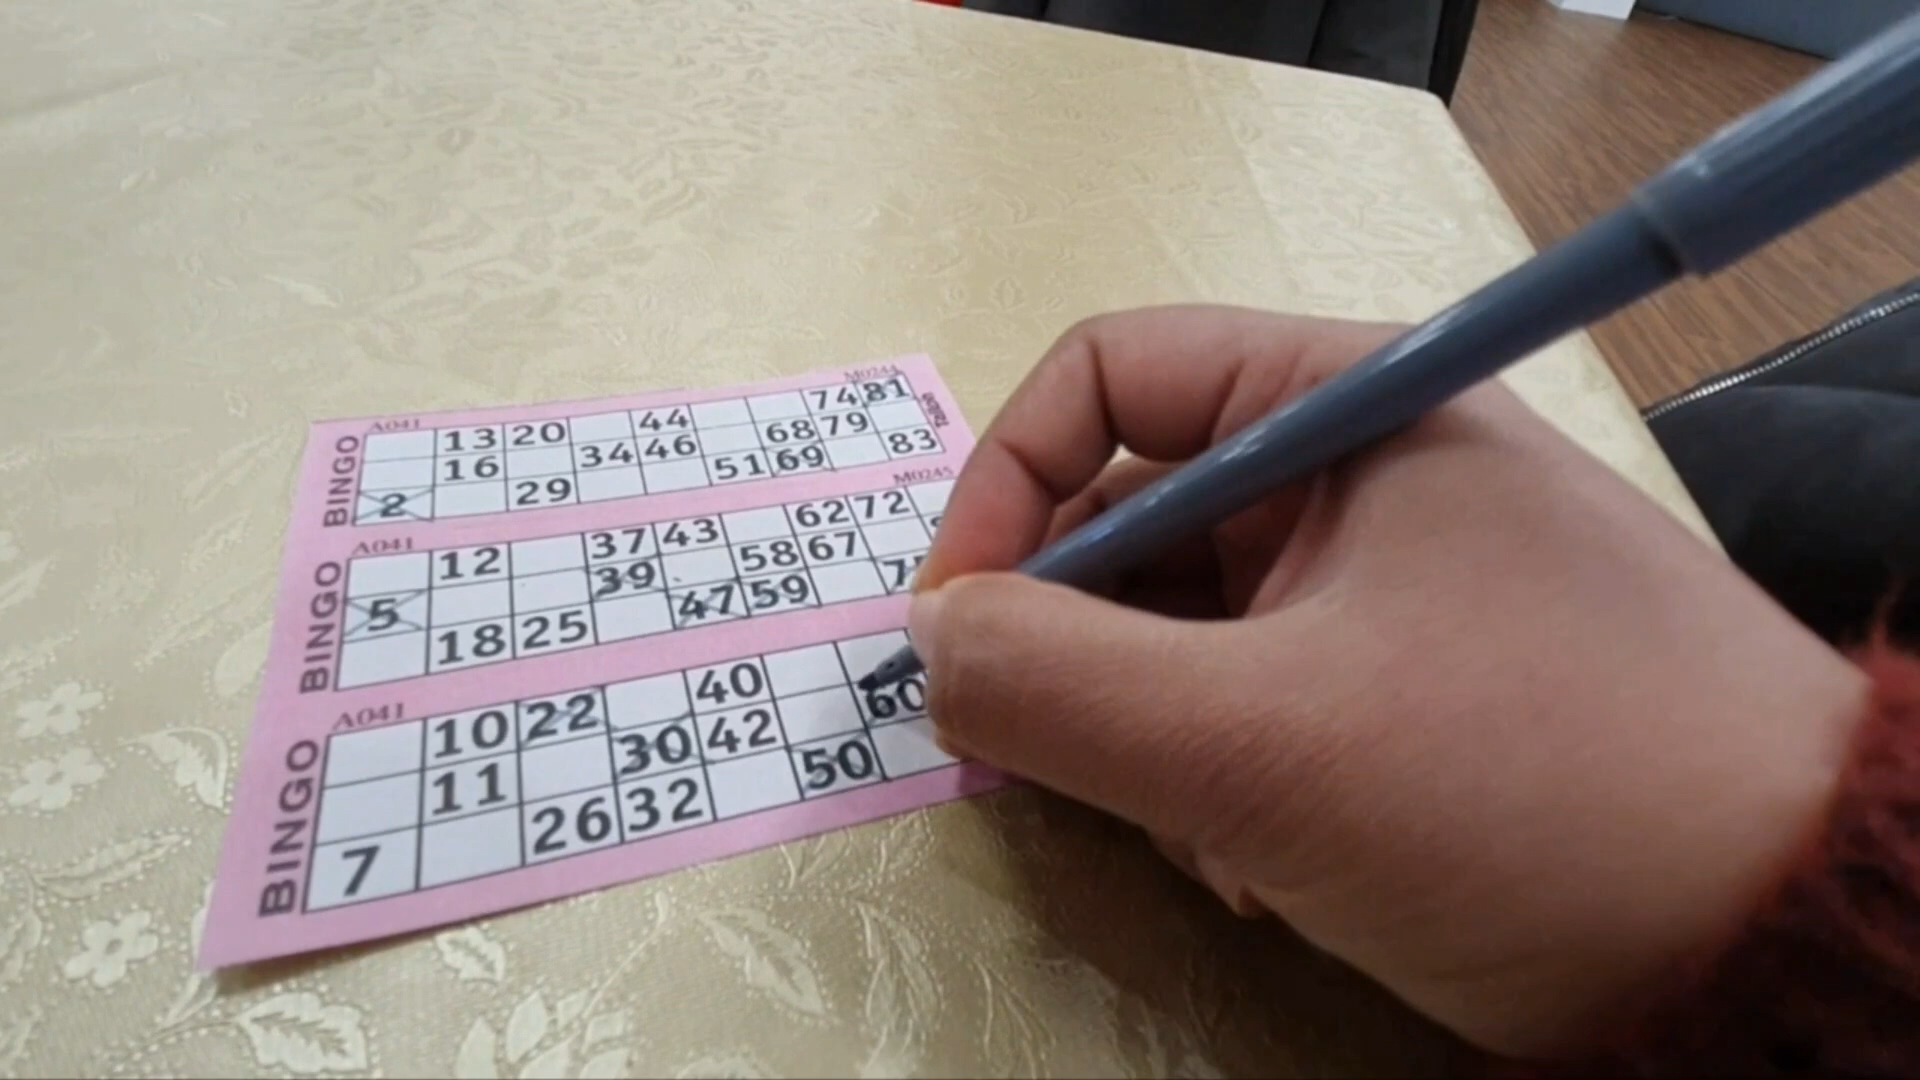 A041 M0244
BINGO
13 20 44 74 81
16 34 46 68 79
2 29 51 69 83
A041 M0245
BINGO
12 37 43 62 72
5 39 58 67
18 25 47 59
A041
BINGO
10 22 40
11 30 42 60
7 26 32 50